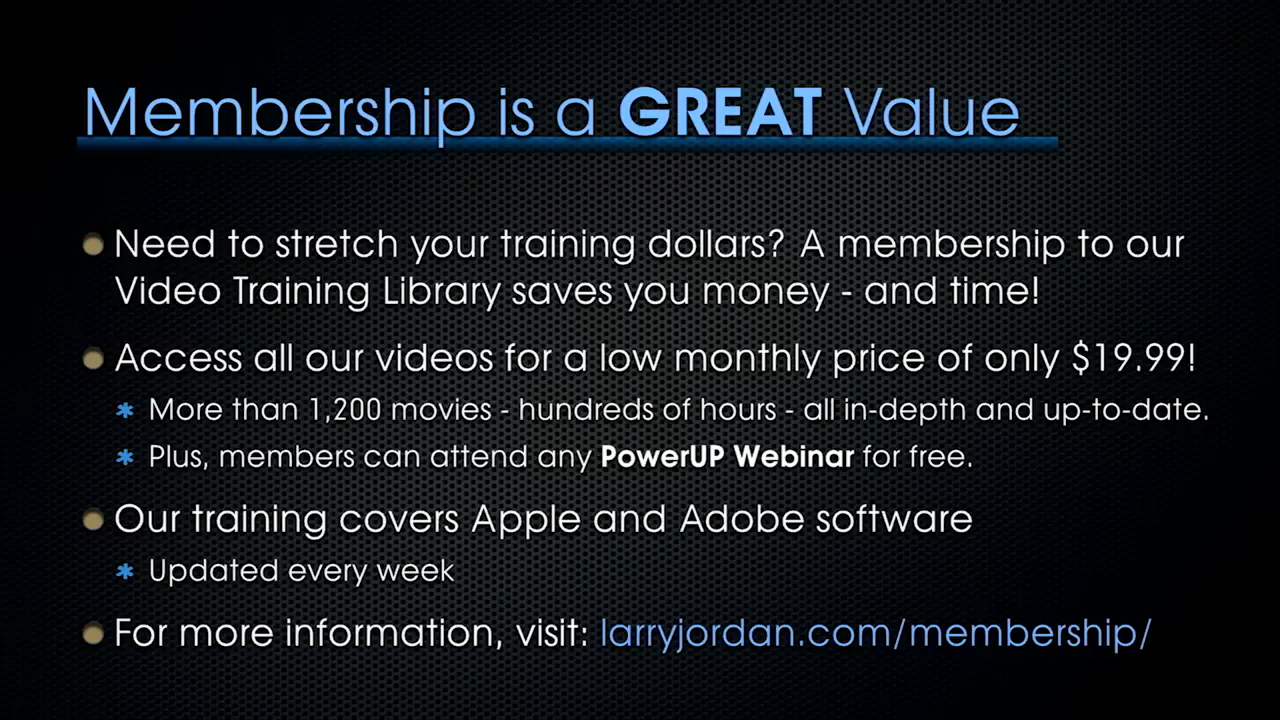 Membership is a GREAT Value
Need to stretch your training dollars? A membership to our
Video Training Library saves you money - and time!
Access all our videos for a low monthly price of only $19.99!
More than 1,200 movies - hundreds of hours - all in-depth and up-to-date.
Plus, members can attend any PowerUP Webinar for free.
Our training covers Apple and Adobe software
Updated every week
For more information, visit: larryjordan.com/membership/